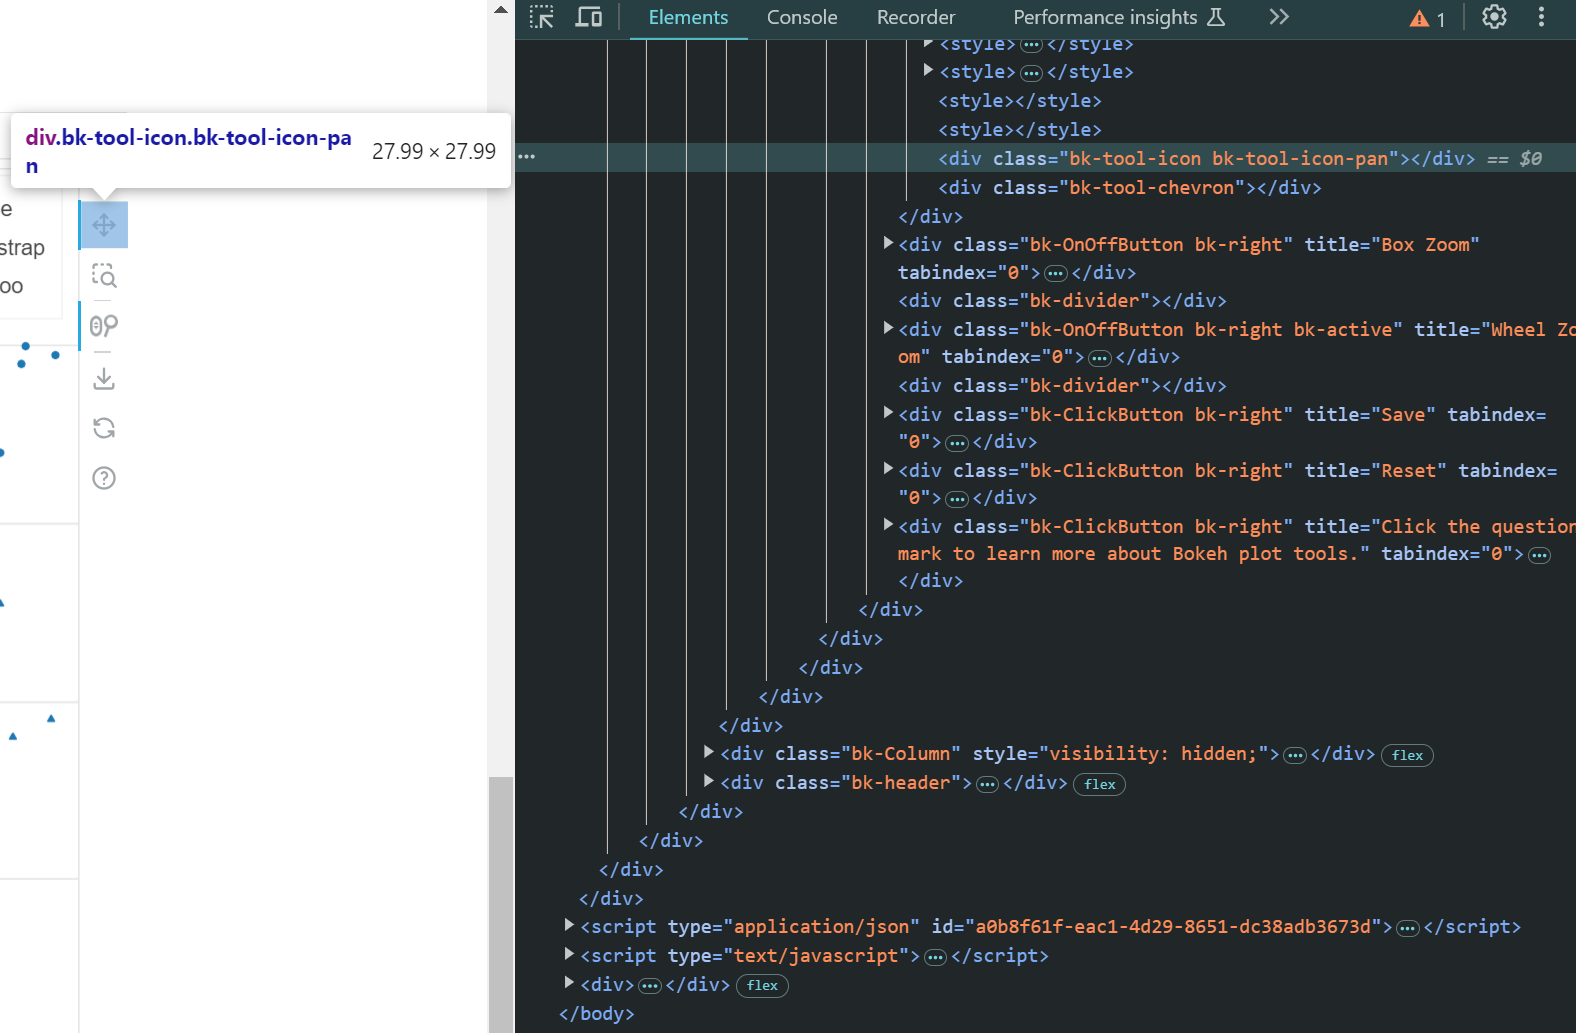 Elements Console Recorder Performance insights 1
<style>…</style>
<style>…</style>
<style></style>
<style></style>
div.bk-tool-icon.bk-tool-icon-pa
n
27.99 × 27.99
… <div class="bk-tool-icon bk-tool-icon-pan"></div> == $0
<div class="bk-tool-chevron"></div>
e
</div>
strap
<div class="bk-OnOffButton bk-right" title="Box Zoom"
tabindex="0">…</div>
oo
<div class="bk-divider"></div>
<div class="bk-OnOffButton bk-right bk-active" title="Wheel Zo
om" tabindex="0">…</div>
<div class="bk-divider"></div>
<div class="bk-ClickButton bk-right" title="Save" tabindex=
"0">…</div>
<div class="bk-ClickButton bk-right" title="Reset" tabindex=
"0">…</div>
<div class="bk-ClickButton bk-right" title="Click the question
mark to learn more about Bokeh plot tools." tabindex="0">…
</div>
</div>
</div>
</div>
</div>
</div>
<div class="bk-Column" style="visibility: hidden;">…</div> flex
<div class="bk-header">…</div> flex
</div>
</div>
</div>
</div>
<script type="application/json" id="a0b8f61f-eac1-4d29-8651-dc38adb3673d">…</script>
<script type="text/javascript">…</script>
<div>…</div> flex
</body>